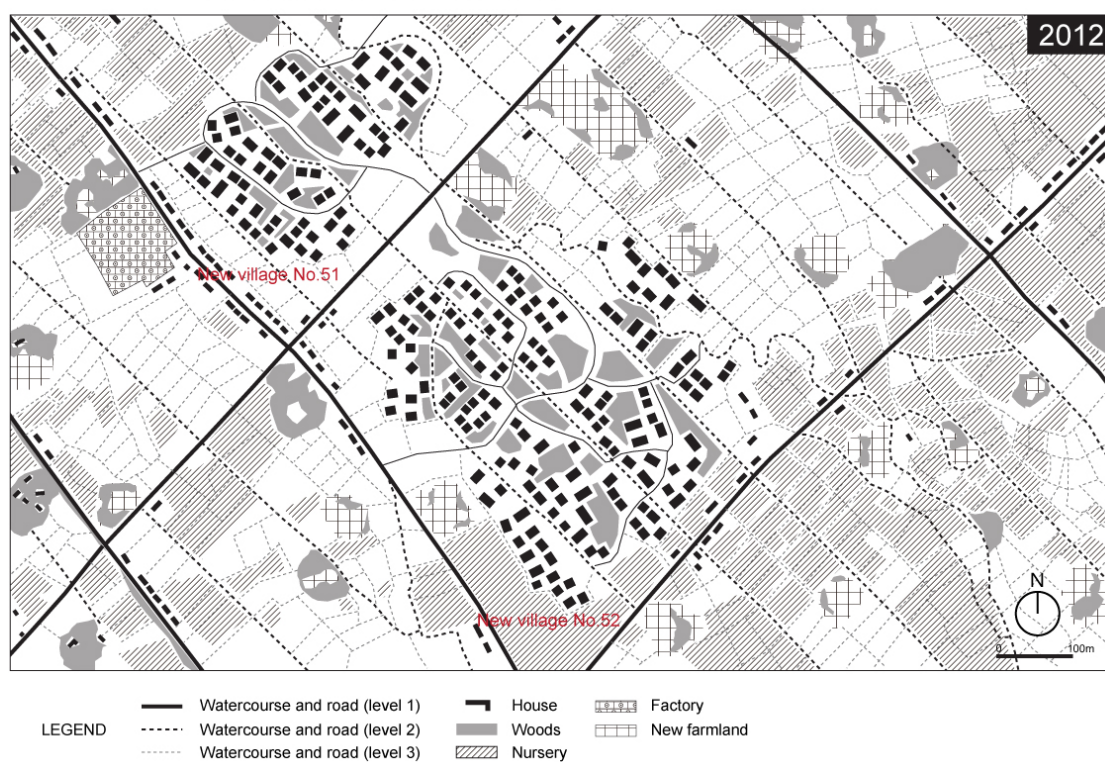 2012
New village No.51
New village No.52
N
0 100m
LEGEND
Watercourse and road (level 1)
Watercourse and road (level 2)
Watercourse and road (level 3)
House
Woods
Nursery
Factory
New farmland